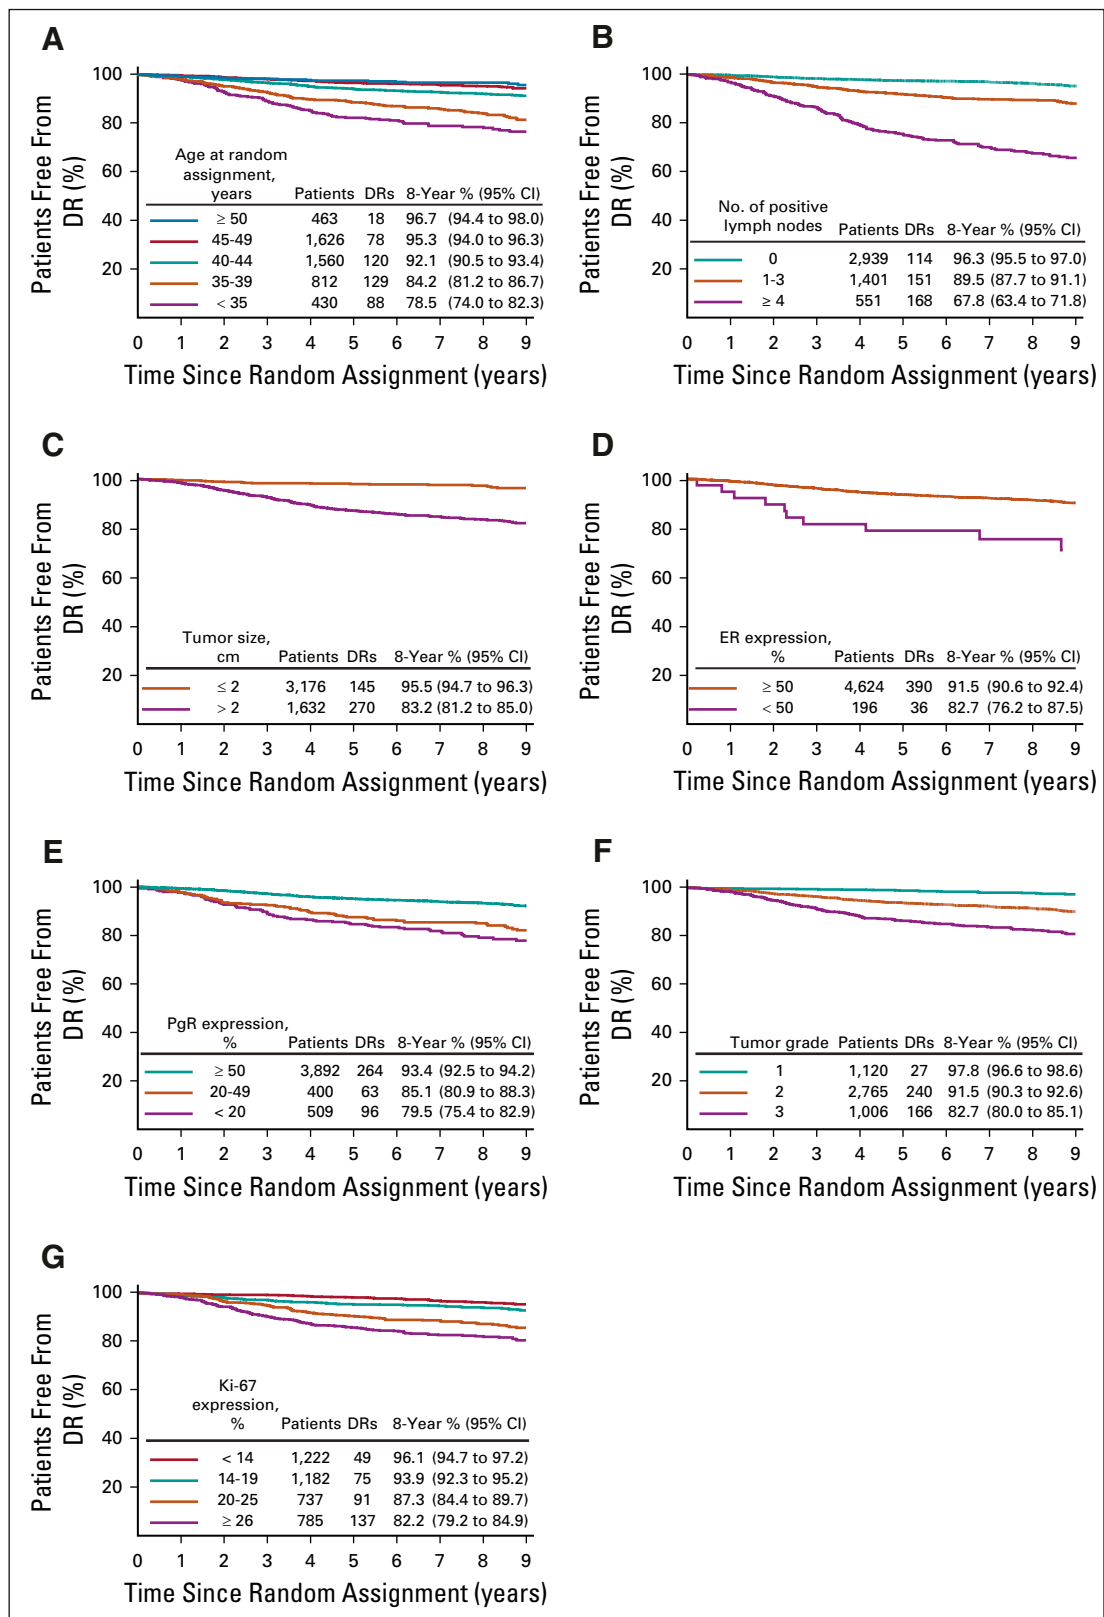 A
Patients Free From
DR (%)
100
80
60
40
20
Age at random
assignment,
years Patients DRs 8-Year % (95% CI)
≥ 50 463 18 96.7 (94.4 to 98.0)
45-49 1,626 78 95.3 (94.0 to 96.3)
40-44 1,560 120 92.1 (90.5 to 93.4)
35-39 812 129 84.2 (81.2 to 86.7)
< 35 430 88 78.5 (74.0 to 82.3)
0 1 2 3 4 5 6 7 8 9
Time Since Random Assignment (years)
B
Patients Free From
DR (%)
100
80
60
40
20
No. of positive
lymph nodes Patients DRs 8-Year % (95% CI)
0 2,939 114 96.3 (95.5 to 97.0)
1-3 1,401 151 89.5 (87.7 to 91.1)
≥ 4 551 168 67.8 (63.4 to 71.8)
0 1 2 3 4 5 6 7 8 9
Time Since Random Assignment (years)
C
Patients Free From
DR (%)
100
80
60
40
20
Tumor size,
cm Patients DRs 8-Year % (95% CI)
≤ 2 3,176 145 95.5 (94.7 to 96.3)
> 2 1,632 270 83.2 (81.2 to 85.0)
0 1 2 3 4 5 6 7 8 9
Time Since Random Assignment (years)
D
Patients Free From
DR (%)
100
80
60
40
20
ER expression,
% Patients DRs 8-Year % (95% CI)
≥ 50 4,624 390 91.5 (90.6 to 92.4)
< 50 196 36 82.7 (76.2 to 87.5)
0 1 2 3 4 5 6 7 8 9
Time Since Random Assignment (years)
E
Patients Free From
DR (%)
100
80
60
40
20
PgR expression,
% Patients DRs 8-Year % (95% CI)
≥ 50 3,892 264 93.4 (92.5 to 94.2)
20-49 400 63 85.1 (80.9 to 88.3)
< 20 509 96 79.5 (75.4 to 82.9)
0 1 2 3 4 5 6 7 8 9
Time Since Random Assignment (years)
F
Patients Free From
DR (%)
100
80
60
40
20
Tumor grade Patients DRs 8-Year % (95% CI)
1 1,120 27 97.8 (96.6 to 98.6)
2 2,765 240 91.5 (90.3 to 92.6)
3 1,006 166 82.7 (80.0 to 85.1)
0 1 2 3 4 5 6 7 8 9
Time Since Random Assignment (years)
G
Patients Free From
DR (%)
100
80
60
40
20
Ki-67
expression,
% Patients DRs 8-Year % (95% CI)
< 14 1,222 49 96.1 (94.7 to 97.2)
14-19 1,182 75 93.9 (92.3 to 95.2)
20-25 737 91 87.3 (84.4 to 89.7)
≥ 26 785 137 82.2 (79.2 to 84.9)
0 1 2 3 4 5 6 7 8 9
Time Since Random Assignment (years)